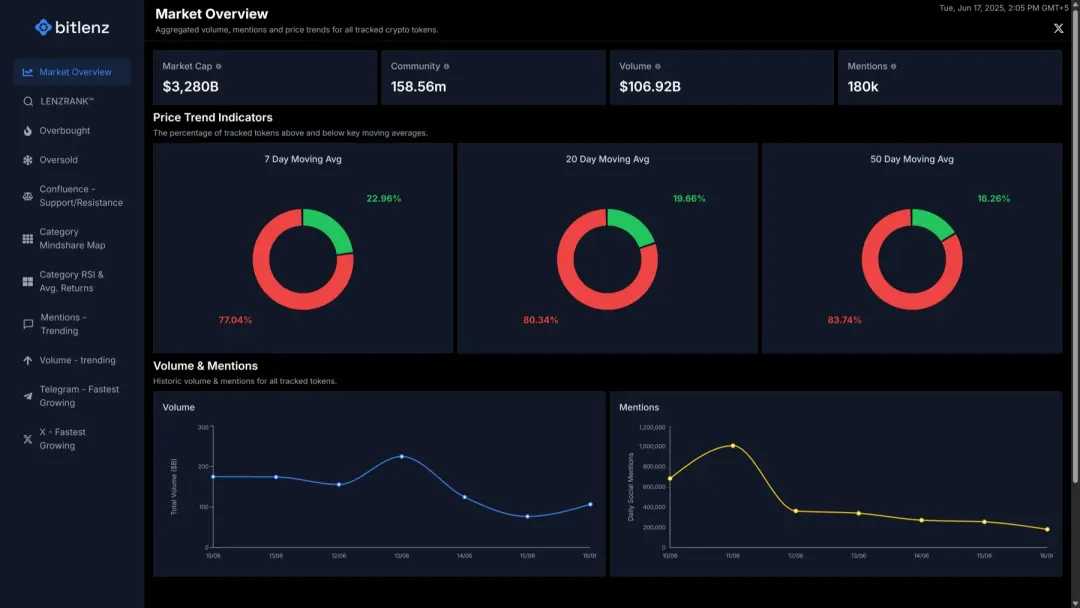 bitlenz
Market Overview
LENZRANK™
Overbought
Oversold
Confluence -
Support/Resistance
Category
Mindshare Map
Category RSI &
Avg. Returns
Mentions -
Trending
Volume - trending
Telegram - Fastest
Growing
X - Fastest
Growing
Market Overview
Aggregated volume, mentions and price trends for all tracked crypto tokens.
Tue, Jun 17, 2025, 2:05 PM GMT+5
Market Cap
$3,280B
Community
158.56m
Volume
$106.92B
Mentions
180k
Price Trend Indicators
The percentage of tracked tokens above and below key moving averages.
7 Day Moving Avg
22.96%
77.04%
20 Day Moving Avg
19.66%
80.34%
50 Day Moving Avg
16.26%
83.74%
Volume & Mentions
Historic volume & mentions for all tracked tokens.
Volume
Total Volume ($B)
300
200
100
0
10/06 11/06 12/06 13/06 14/06 15/06 16/0
Mentions
Daily Social Mentions
1,200,000
1,000,000
800,000
600,000
400,000
200,000
0
10/06 11/06 12/06 13/06 14/06 15/06 16/0